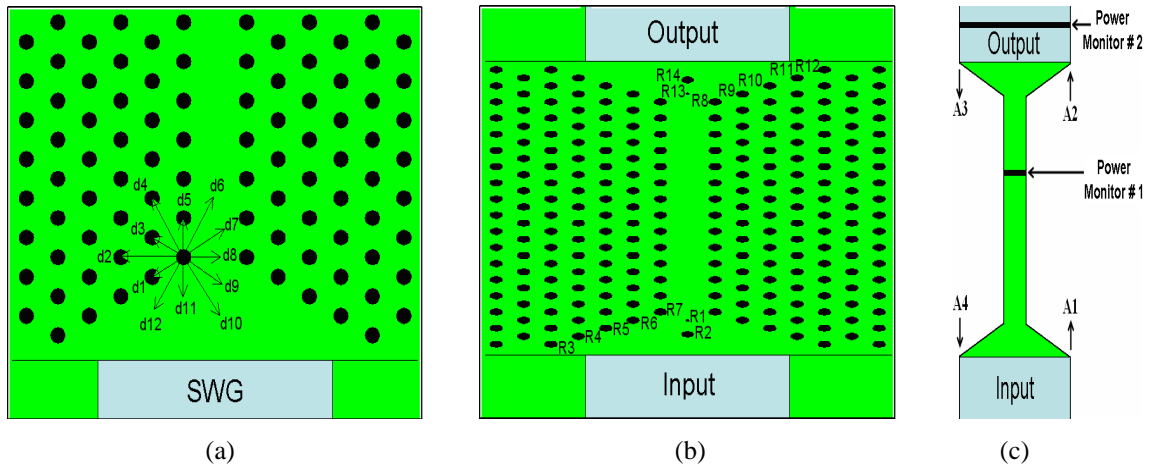 d4
d5
d6
d3
d7
d2
d8
d1
d9
d11
d12
d10
SWG
(a)
Output
R14
R11
R12
R10
R13
R9
R8
R7
R1
R6
R2
R5
R4
R3
Input
(b)
Power
Monitor # 2
Output
A3
A2
Power
Monitor # 1
A4
A1
Input
(c)